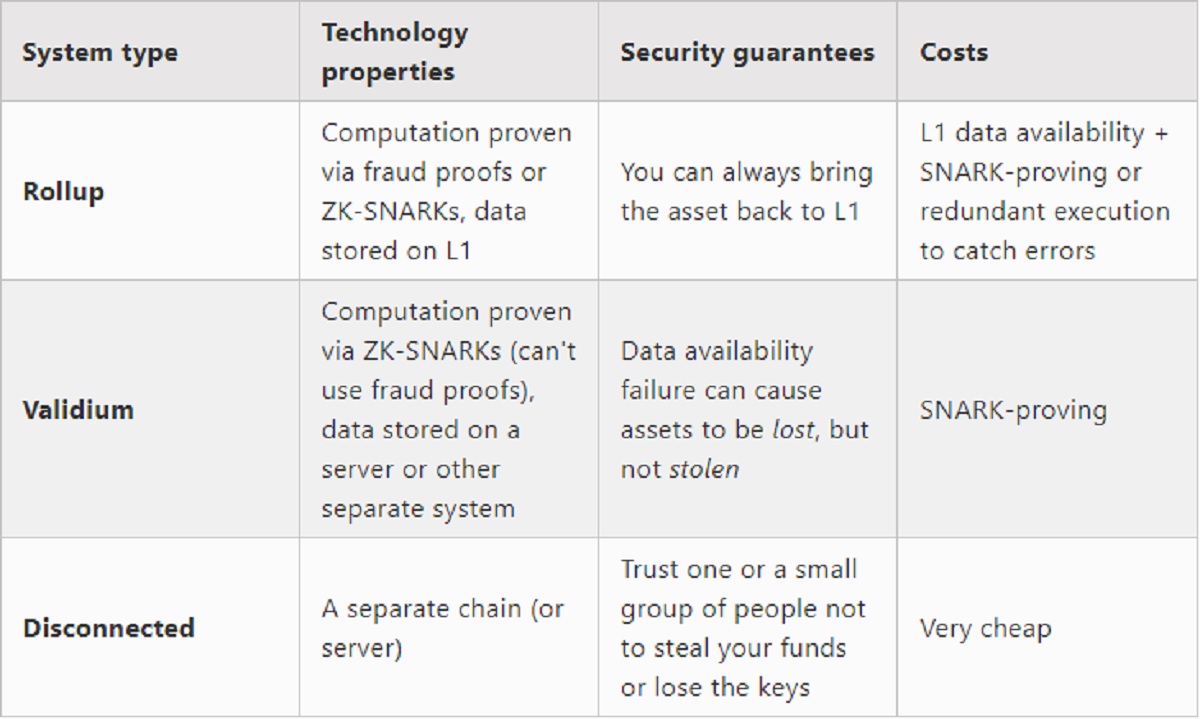 System type
Technology
properties
Security guarantees
Costs
Rollup
Computation proven
via fraud proofs or
ZK-SNARKs, data
stored on L1
You can always bring
the asset back to L1
L1 data availability +
SNARK-proving or
redundant execution
to catch errors
Validium
Computation proven
via ZK-SNARKs (can't
use fraud proofs),
data stored on a
server or other
separate system
Data availability
failure can cause
assets to be lost, but
not stolen
SNARK-proving
Disconnected
A separate chain (or
server)
Trust one or a small
group of people not
to steal your funds
or lose the keys
Very cheap